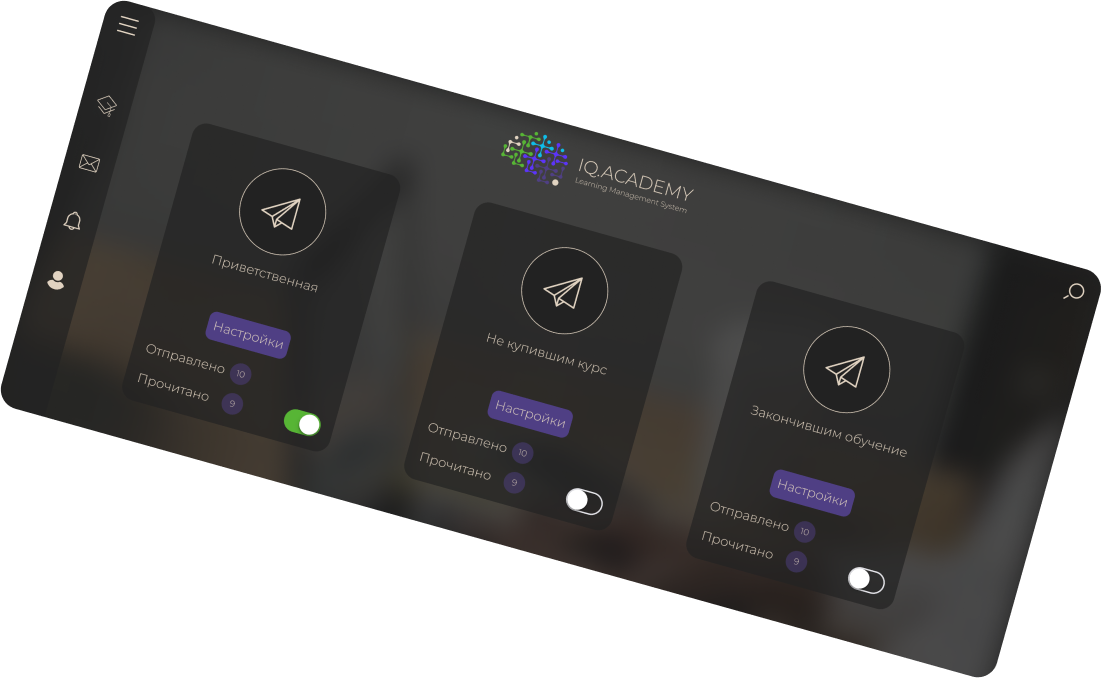 IQ.ACADEMY
Learning Management System
Приветственная
Настройки
Отправлено 10
Прочитано 9
Не купившим курс
Настройки
Отправлено 10
Прочитано 9
Закончившим обучение
Настройки
Отправлено 10
Прочитано 9